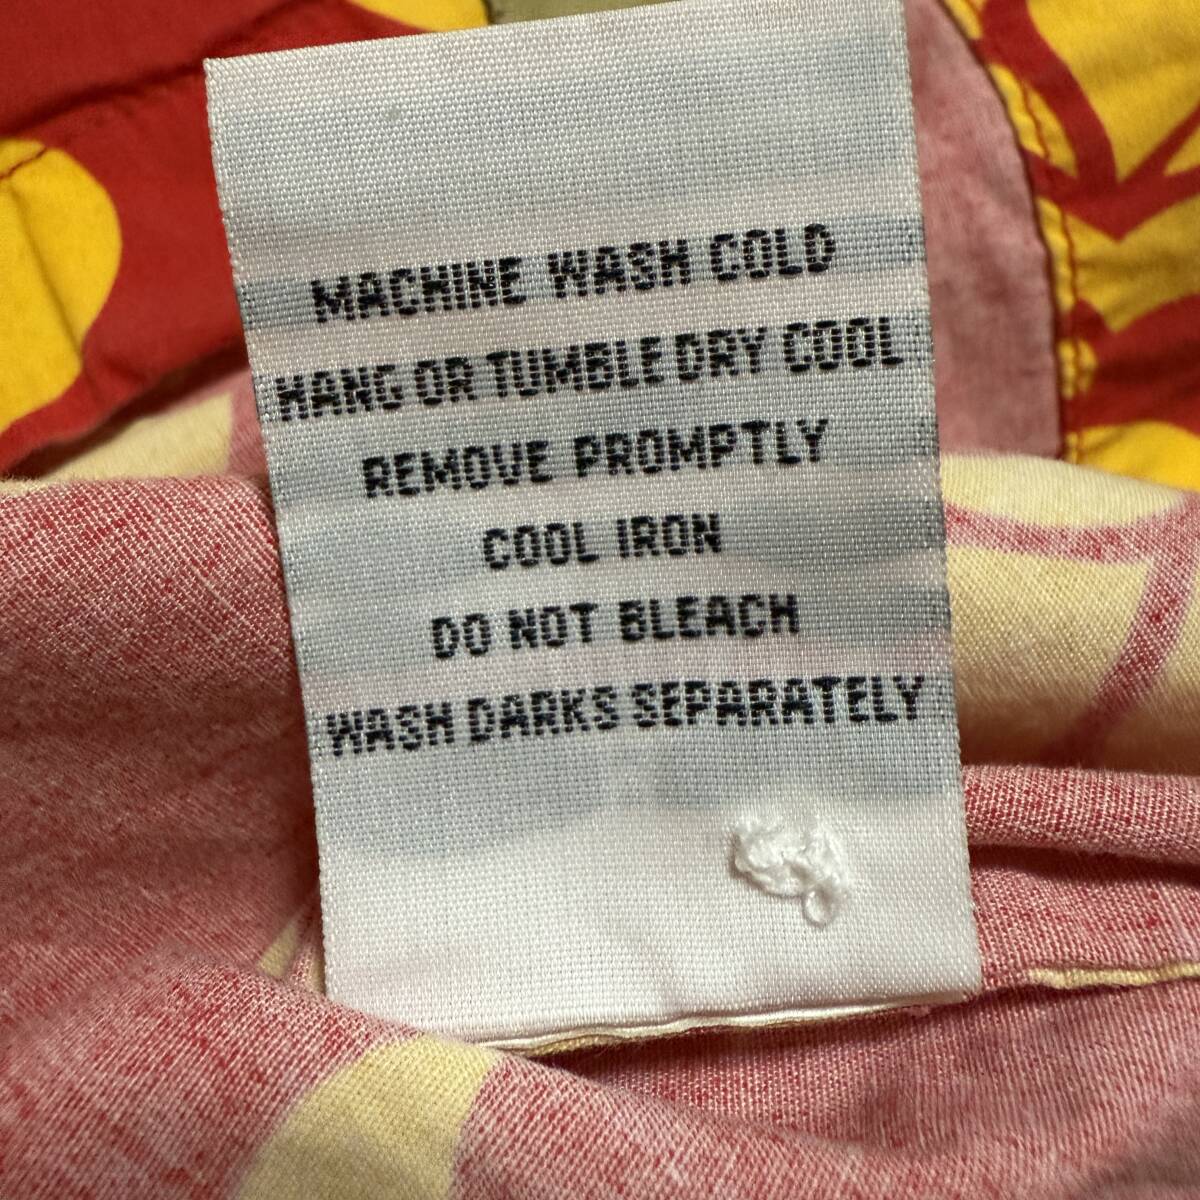 MACHINE WASH COLD
HANG OR TUMBLE DRY COOL
REMOVE PROMPTLY
COOL IRON
DO NOT BLEACH
WASH DARKS SEPARATELY